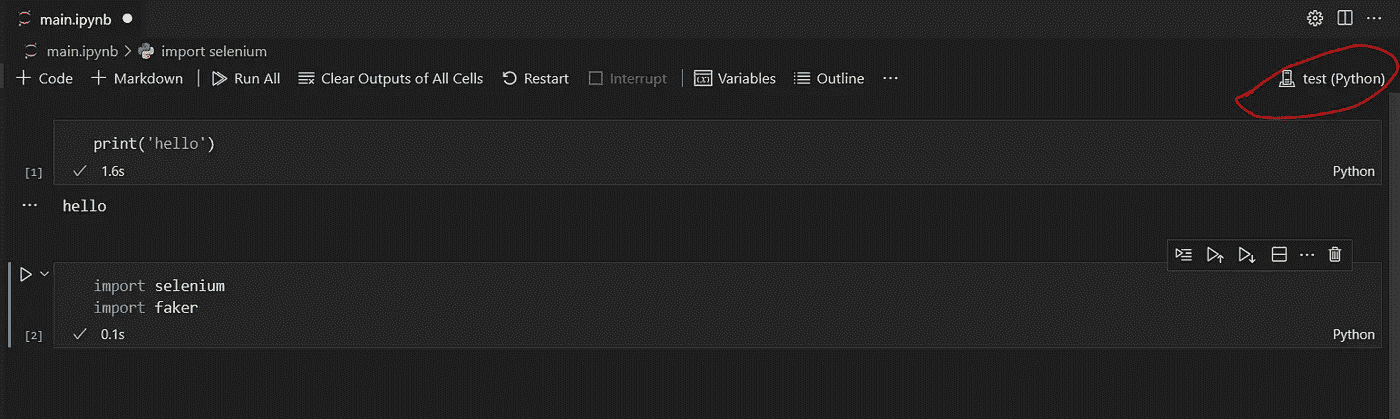 main.ipynb
main.ipynb > import selenium
+ Code + Markdown | Run All Clear Outputs of All Cells Restart Interrupt | Variables Outline ... test (Python)
print('hello')
[1] 1.6s Python
... hello
import selenium
import faker
[2] 0.1s Python